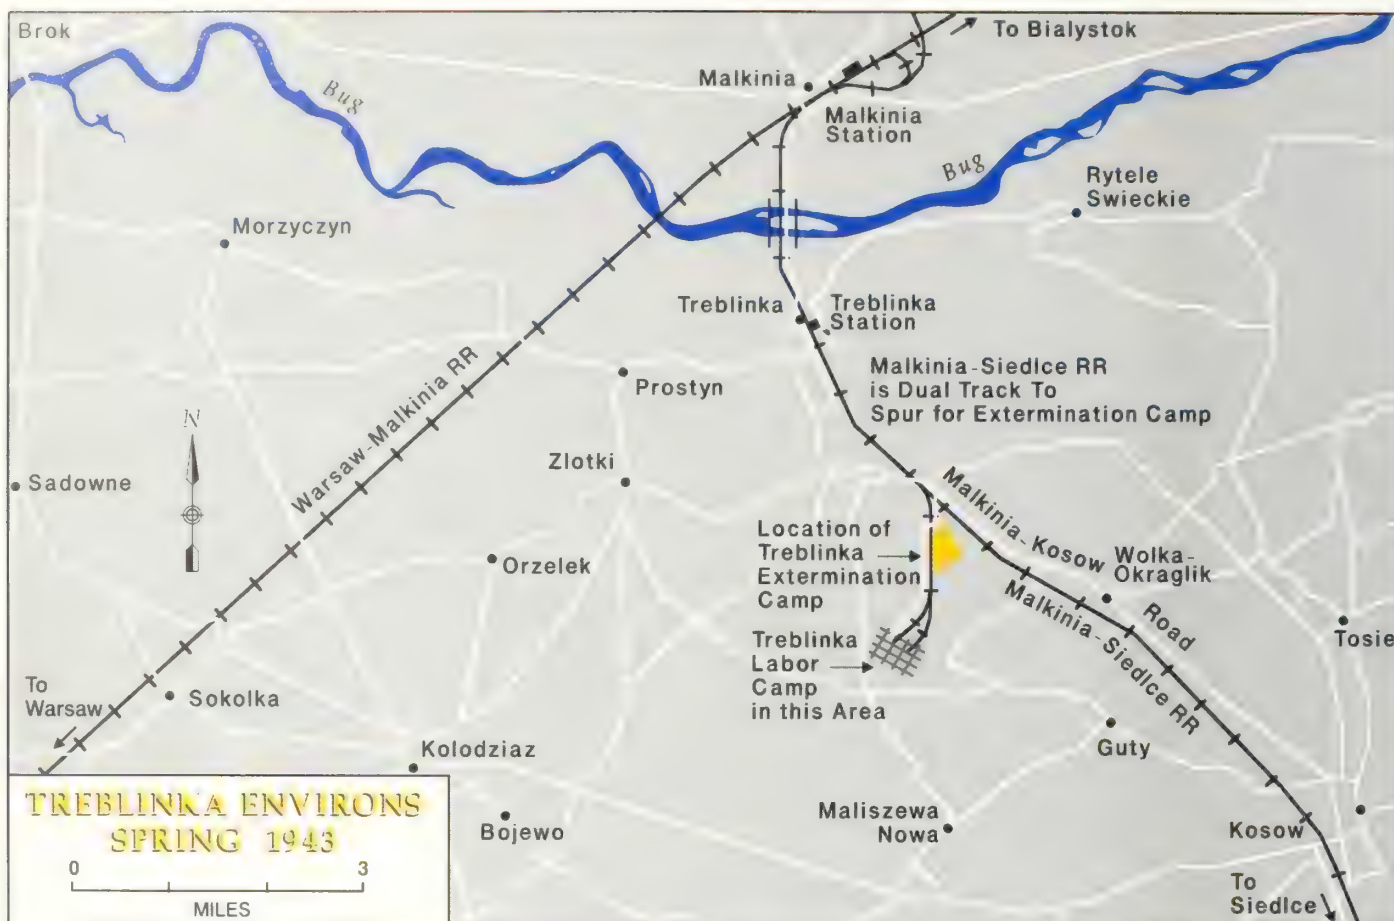 Brok
Bug
To Bialystok
Malkinia
Malkinia
Station
Bug
Rytele
Swieckie
Morzyczyn
Treblinka
Treblinka
Station
Malkinia-Siedlce RR
is Dual Track To
Spur for Extermination Camp
Prostyn
Warsaw-Malkinia RR
N
Zlotki
Sadowne
Malkinia-Kosow
Road
Location of
Treblinka
Extermination
Camp
Wolka-
Okraglik
Orzelek
Malkinia-Siedlce RR
Tosie
Treblinka
Labor
Camp
in this Area
To
Warsaw
Sokolka
Guty
Kolodziaz
Maliszewa
Nowa
Bojewo
Kosow
To
Siedlce
TREBLINKA ENVIRONS
SPRING 1943
0 3
MILES